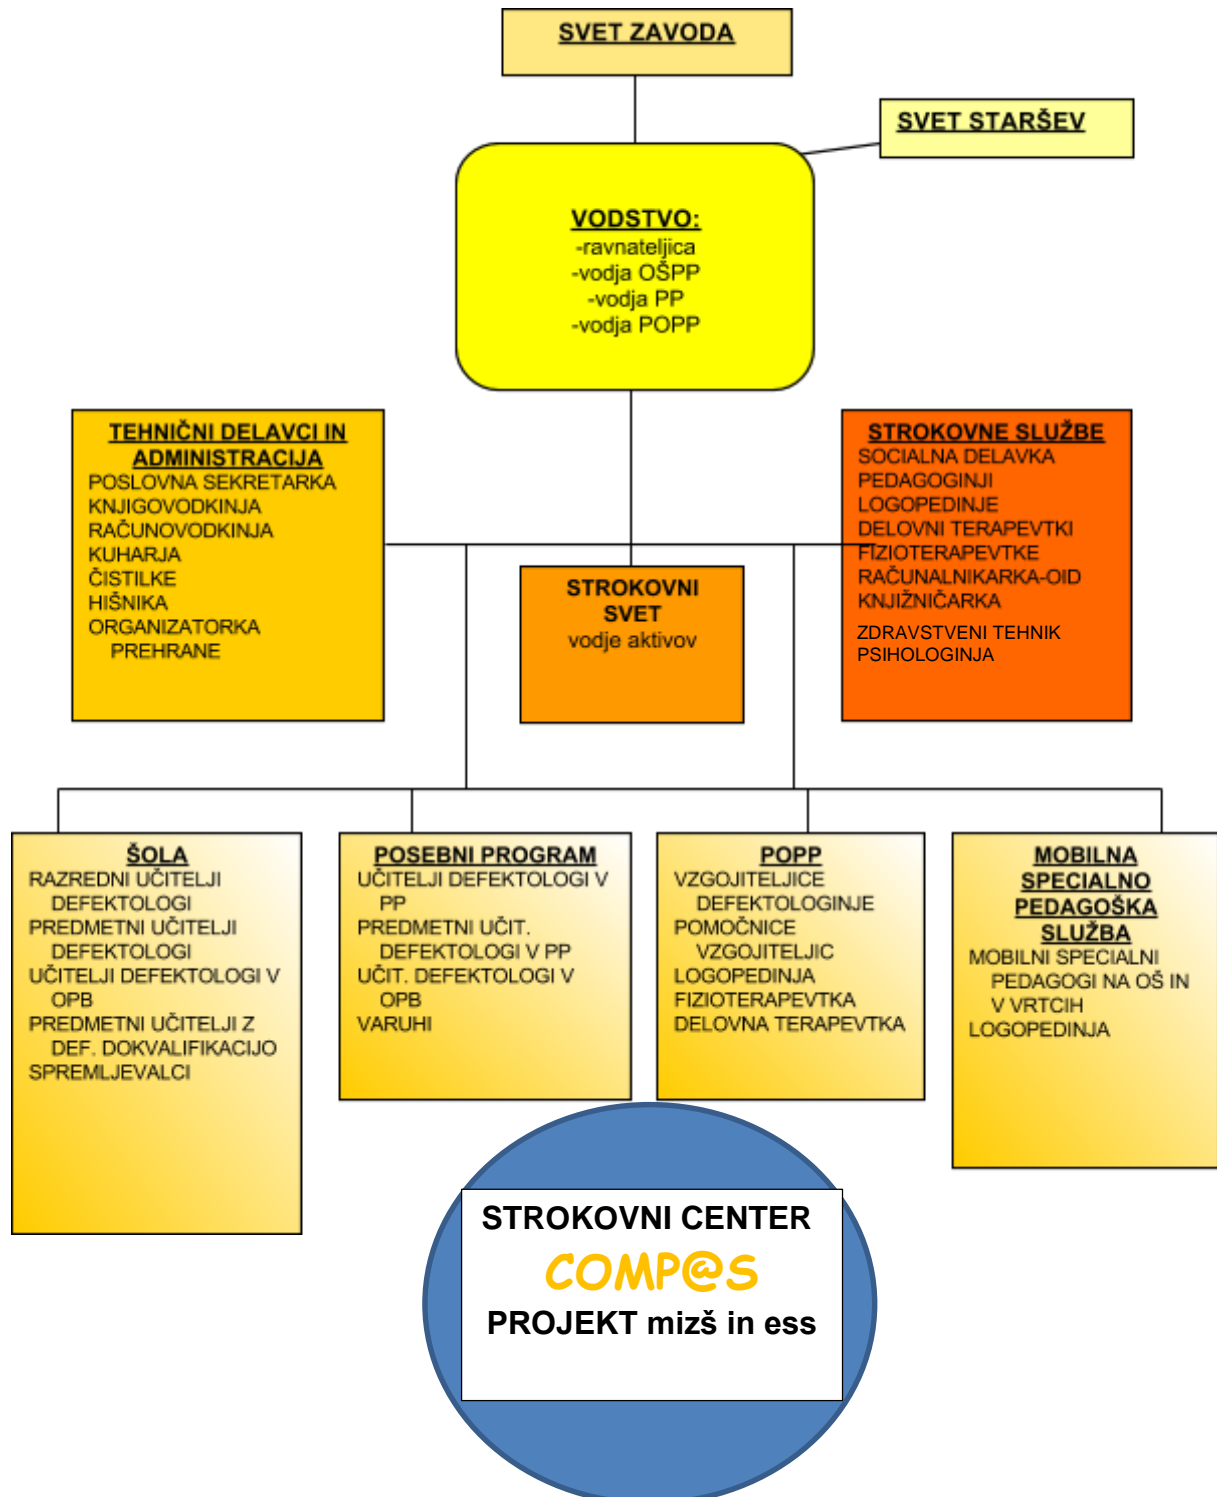 SVET ZAVODA
SVET STARŠEV
VODSTVO:
-ravnateljica
-vodja OŠPP
-vodja PP
-vodja POPP
TEHNIČNI DELAVCI IN
ADMINISTRACIJA
POSLOVNA SEKRETARKA
KNJIGOVODKINJA
RAČUNOVODKINJA
KUHARJA
ČISTILKE
HIŠNIKA
ORGANIZATORKA
PREHRANE
STROKOVNI
SVET
vodje aktivov
STROKOVNE SLUŽBE
SOCIALNA DELAVKA
PEDAGOGINJI
LOGOPEDINJE
DELOVNI TERAPEVTKI
FIZIOTERAPEVTKE
RAČUNALNIKARKA-OID
KNJIŽNIČARKA
ZDRAVSTVENI TEHNIK
PSIHOLOGINJA
ŠOLA
RAZREDNI UČITELJI
DEFEKTOLOGI
PREDMETNI UČITELJI
DEFEKTOLOGI
UČITELJI DEFEKTOLOGI V
OPB
PREDMETNI UČITELJI Z
DEF. DOKVALIFIKACIJO
SPREMLJEVALCI
POSEBNI PROGRAM
UČITELJI DEFEKTOLOGI V
PP
PREDMETNI UČIT.
DEFEKTOLOGI V PP
UČIT. DEFEKTOLOGI V
OPB
VARUHI
POPP
VZGOJITELJICE
DEFEKTOLOGINJE
POMOČNICE
VZGOJITELJIC
LOGOPEDINJA
FIZIOTERAPEVTKA
DELOVNA TERAPEVTKA
MOBILNA
SPECIALNO
PEDAGOŠKA
SLUŽBA
MOBILNI SPECIALNI
PEDAGOGI NA OŠ IN
V VRTCIH
LOGOPEDINJA
STROKOVNI CENTER
COMP@S
PROJEKT mizš in ess